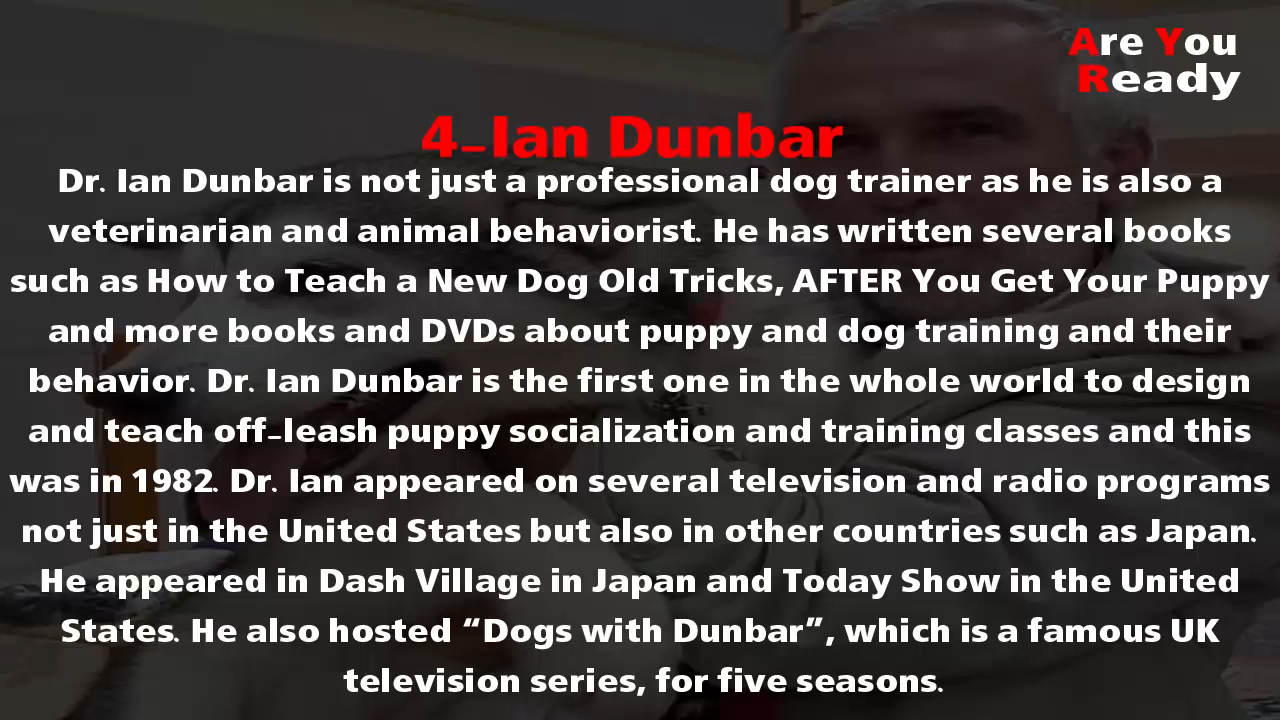 Are You
Ready
4-Ian Dunbar
Dr. Ian Dunbar is not just a professional dog trainer as he is also a
veterinarian and animal behaviorist. He has written several books
such as How to Teach a New Dog Old Tricks, AFTER You Get Your Puppy
and more books and DVDs about puppy and dog training and their
behavior. Dr. Ian Dunbar is the first one in the whole world to design
and teach off-leash puppy socialization and training classes and this
was in 1982. Dr. Ian appeared on several television and radio programs
not just in the United States but also in other countries such as Japan.
He appeared in Dash Village in Japan and Today Show in the United
States. He also hosted “Dogs with Dunbar”, which is a famous UK
television series, for five seasons.